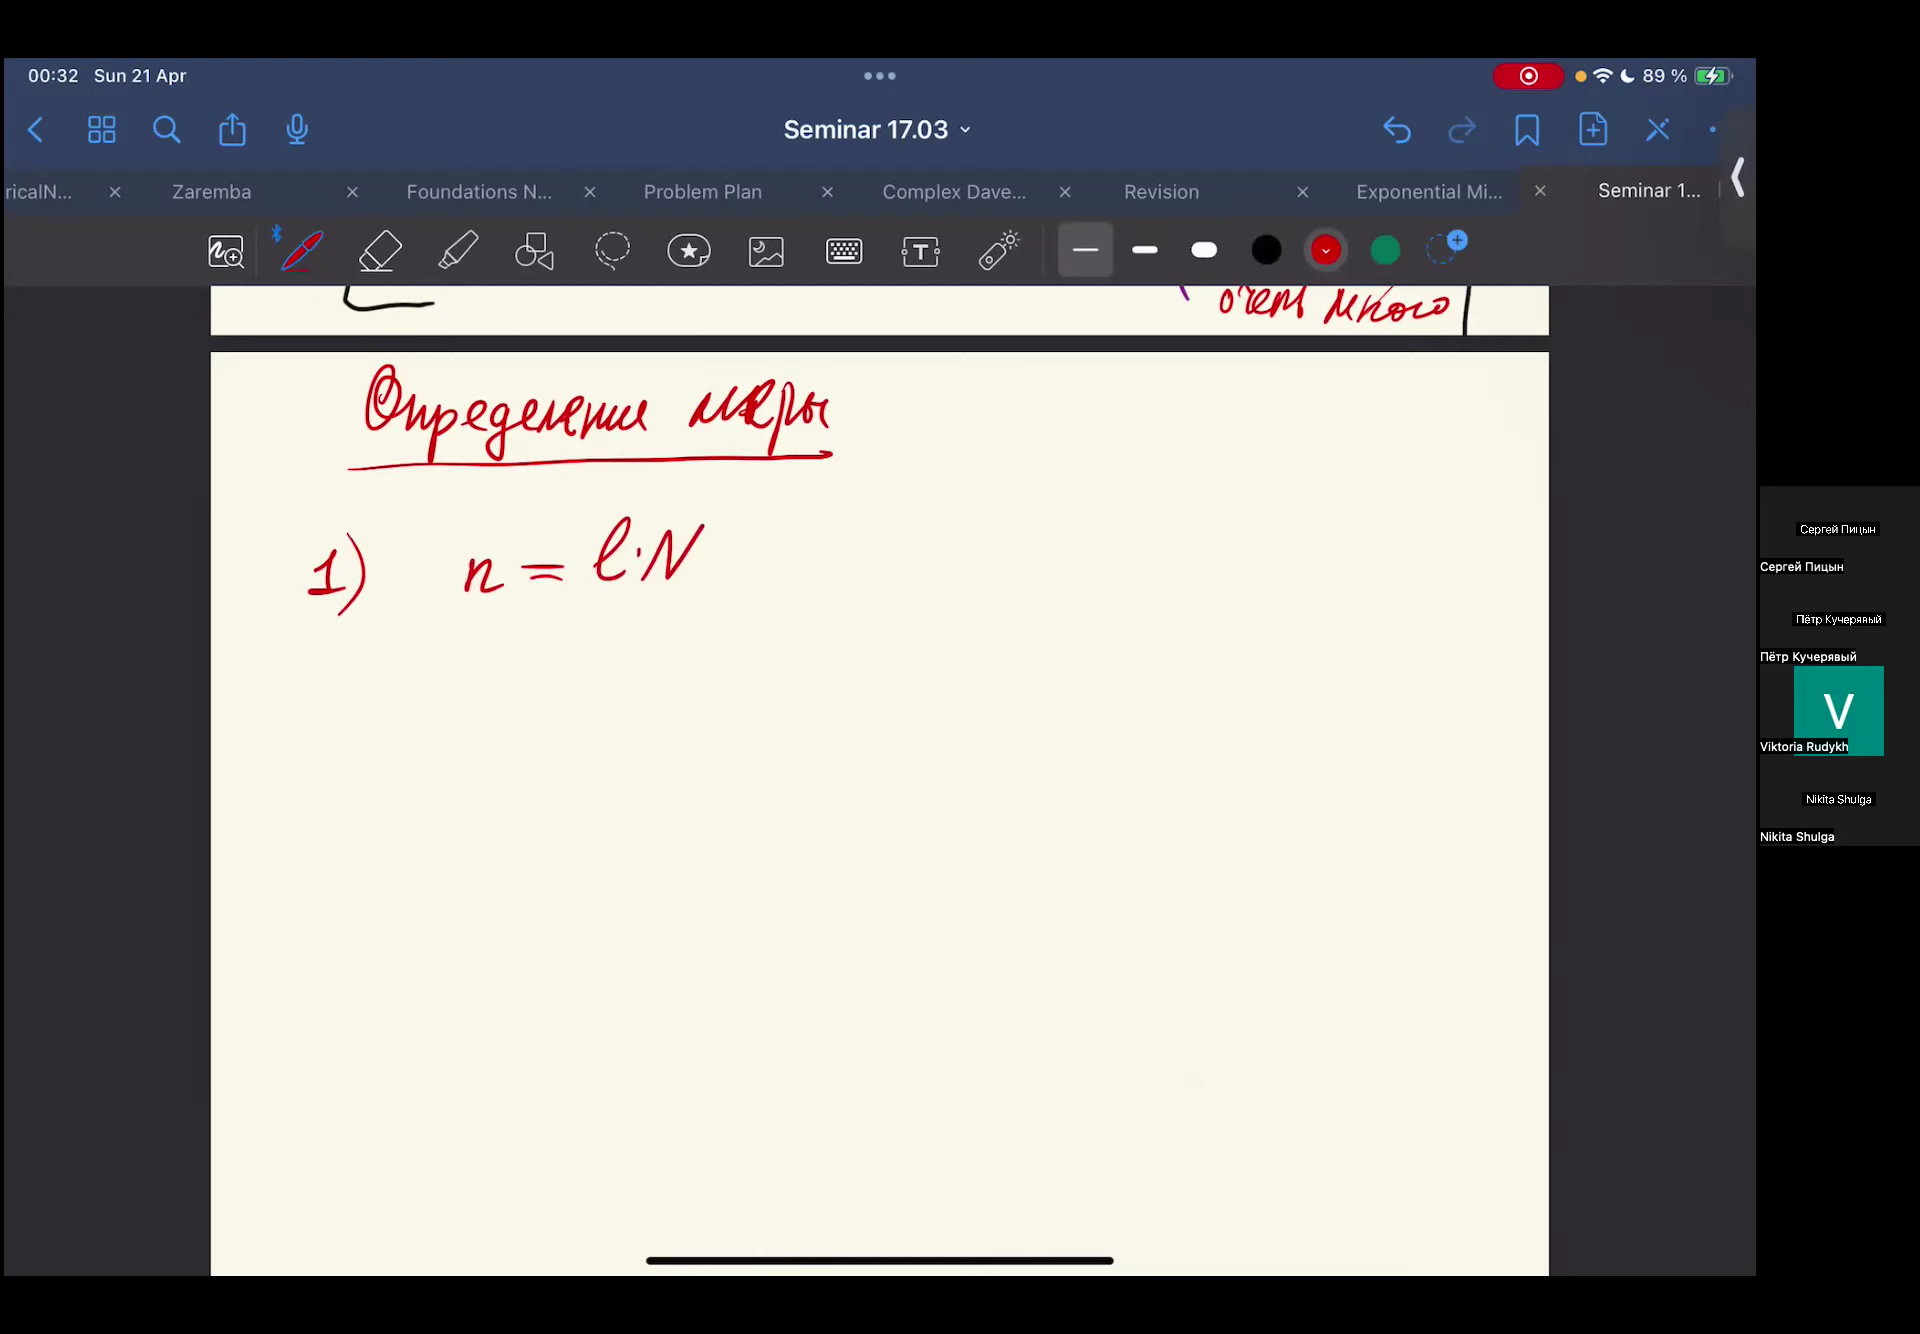 00:32 Sun 21 Apr
89 %
Seminar 17.03
ricalN... Zaremba Foundations N... Problem Plan Complex Dave... Revision Exponential Mi... Seminar 1...
T
очень много
Определение меры
1) n = l·N
Сергей Пицын
Сергей Пицын
Пётр Кучерявый
Пётр Кучерявый
V
Viktoria Rudykh
Nikita Shulga
Nikita Shulga